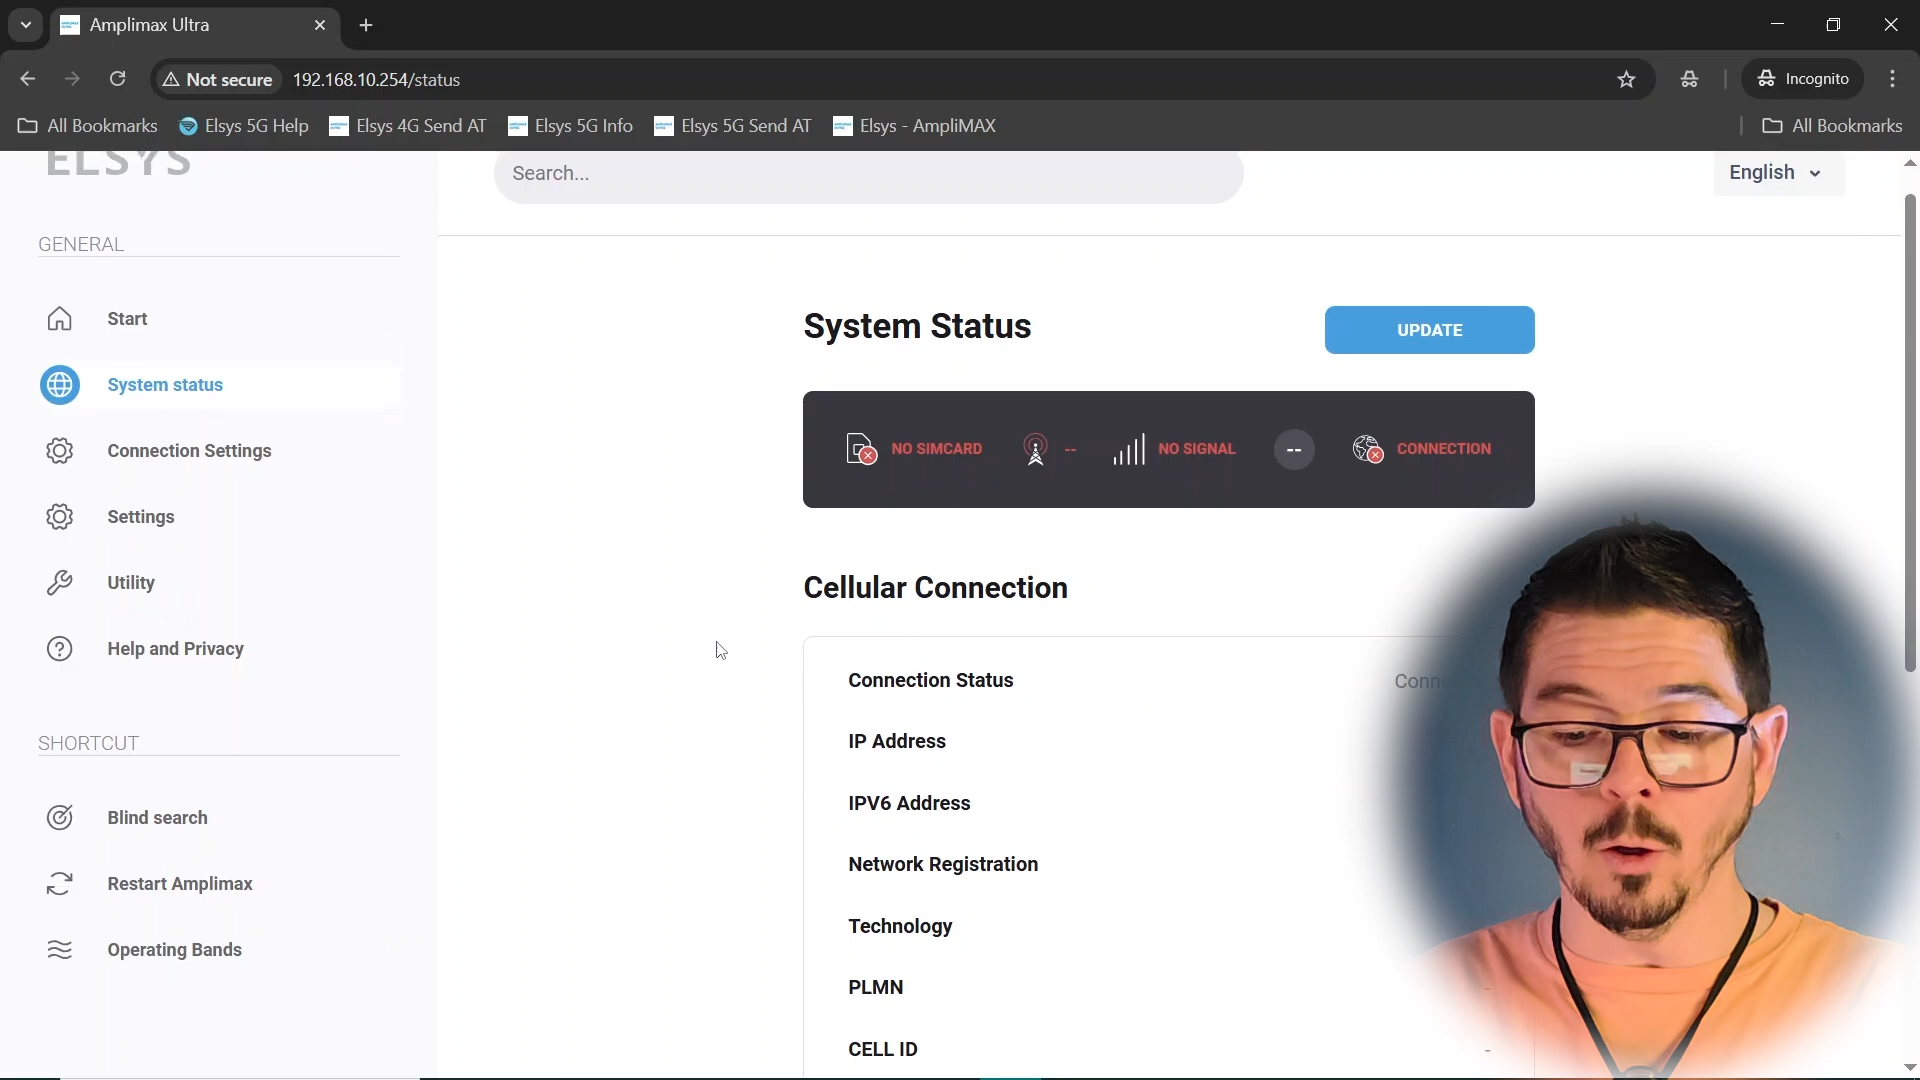 Amplimax Ultra
Not secure 192.168.10.254/status
Incognito
All Bookmarks Elsys 5G Help Elsys 4G Send AT Elsys 5G Info Elsys 5G Send AT Elsys - AmpliMAX All Bookmarks
ELSYS
Search...
English
GENERAL
Start
System status
Connection Settings
Settings
Utility
Help and Privacy
SHORTCUT
Blind search
Restart Amplimax
Operating Bands
System Status
UPDATE
NO SIMCARD -- NO SIGNAL -- CONNECTION
Cellular Connection
Connection Status
IP Address
IPV6 Address
Network Registration
Technology
PLMN -
CELL ID -